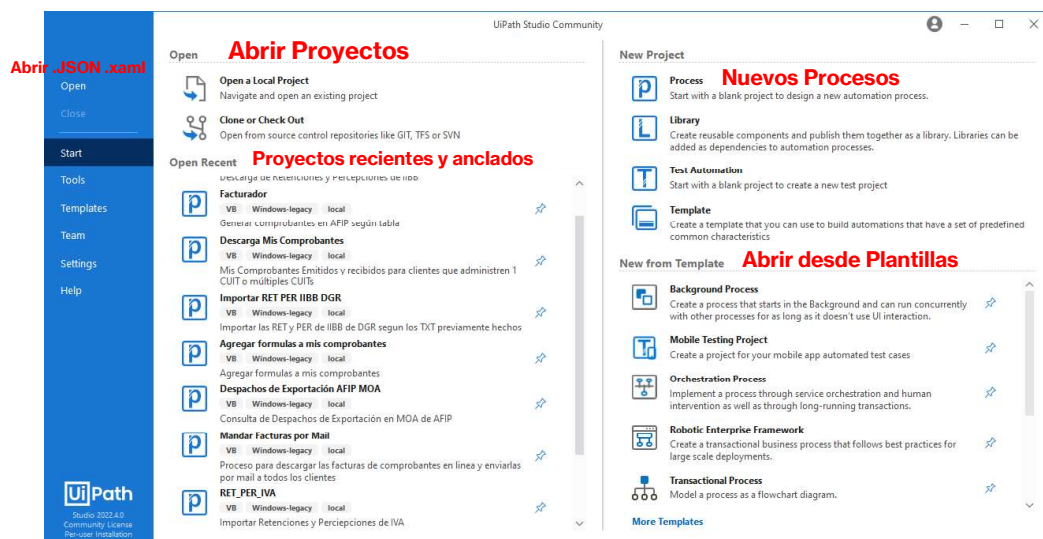 UiPath Studio Community
Abrir .JSON .xaml
Open
Close
Start
Tools
Templates
Team
Settings
Help
UiPath
Studio 2022.4.0
Community License
Per-user Installation
Open
Abrir Proyectos
Open a Local Project
Navigate and open an existing project
Clone or Check Out
Open from source control repositories like GIT, TFS or SVN
Open Recent
Proyectos recientes y anclados
Descarga de Retenciones y Percepciones de IIBB
Facturador
VB Windows-legacy local
Generar comprobantes en AFIP según tabla
Descarga Mis Comprobantes
VB Windows-legacy local
Mis Comprobantes Emitidos y recibidos para clientes que administren 1
CUIT o múltiples CUITs
Importar RET PER IIBB DGR
VB Windows-legacy local
Importar las RET y PER de IIBB de DGR segun los TXT previamente hechos
Agregar formulas a mis comprobantes
VB Windows-legacy local
Agregar formulas a mis comprobantes
Despachos de Exportación AFIP MOA
VB Windows-legacy local
Consulta de Despachos de Exportación en MOA de AFIP
Mandar Facturas por Mail
VB Windows-legacy local
Proceso para descargar las facturas de comprobantes en linea y enviarlas
por mail a todos los clientes
RET_PER_IVA
VB Windows-legacy local
Importar Retenciones y Perciepciones de IVA
New Project
Process
Nuevos Procesos
Start with a blank project to design a new automation process.
Library
Create reusable components and publish them together as a library. Libraries can be
added as dependencies to automation processes.
Test Automation
Start with a blank project to create a new test project
Template
Create a template that you can use to build automations that have a set of predefined
common characteristics
New from Template
Abrir desde Plantillas
Background Process
Create a process that starts in the Background and can run concurrently
with other processes for as long as it doesn't use UI interaction.
Mobile Testing Project
Create a project for your mobile app automated test cases
Orchestration Process
Implement a process through service orchestration and human
intervention as well as through long-running transactions.
Robotic Enterprise Framework
Create a transactional business process that follows best practices for
large scale deployments.
Transactional Process
Model a process as a flowchart diagram.
More Templates